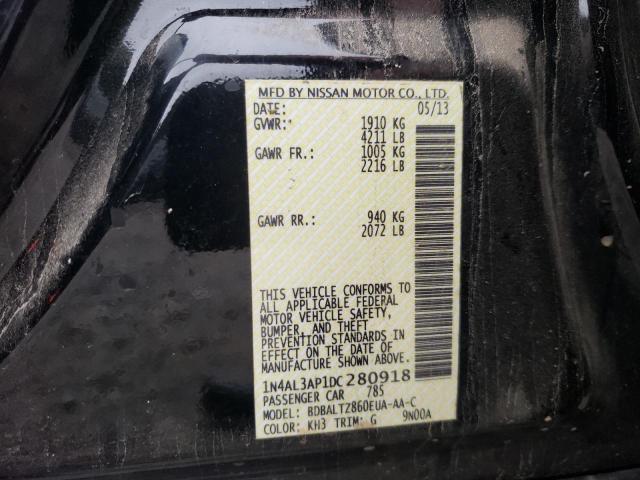 MFD BY NISSAN MOTOR CO., LTD.
DATE: 05/13
GVWR: 1910 KG
4211 LB
GAWR FR.: 1005 KG
2216 LB
GAWR RR.: 940 KG
2072 LB
THIS VEHICLE CONFORMS TO
ALL APPLICABLE FEDERAL
MOTOR VEHICLE SAFETY,
BUMPER, AND THEFT
PREVENTION STANDARDS IN
EFFECT ON THE DATE OF
MANUFACTURE SHOWN ABOVE.
1N4AL3AP1DC280918
PASSENGER CAR 785
MODEL: BDBALTZ860EUA-AA-C
COLOR: KH3 TRIM: G 9N00A